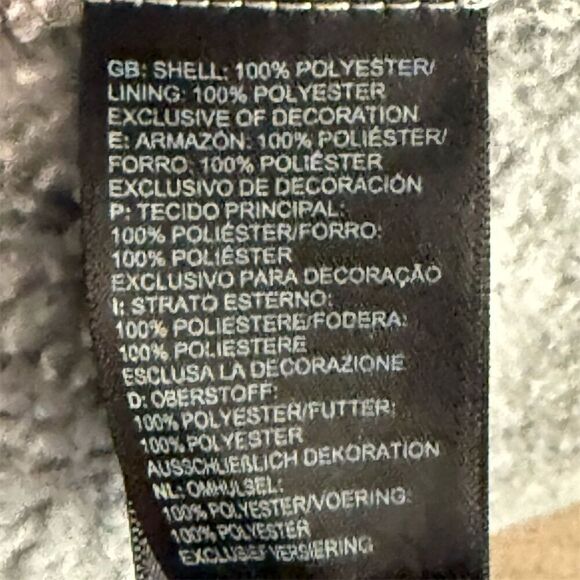 GB: SHELL: 100% POLYESTER/
LINING: 100% POLYESTER
EXCLUSIVE OF DECORATION
E: ARMAZÓN: 100% POLIÉSTER/
FORRO: 100% POLIÉSTER
EXCLUSIVO DE DECORACIÓN
P: TECIDO PRINCIPAL:
100% POLIÉSTER/FORRO:
100% POLIÉSTER
EXCLUSIVO PARA DECORAÇÃO
I: STRATO ESTERNO:
100% POLIESTERE/FODERA:
100% POLIESTERE
ESCLUSA LA DECORAZIONE
D: OBERSTOFF:
100% POLYESTER/FUTTER:
100% POLYESTER
AUSSCHLIEßLICH DEKORATION
NL: OMHULSEL:
100% POLYESTER/VOERING:
100% POLYESTER
EXCLUSIEF VERSIERING